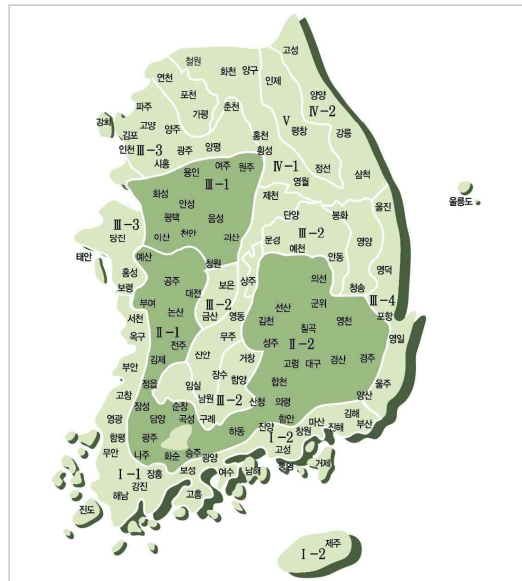 고성
철원
화천 양구
인제
연천
포천
양양
Ⅳ-2
파주
춘천
Ⅴ
가평
강화
고양
평창
강릉
김포
양주
홍천
인천 Ⅲ-3
광주 양평
횡성
시흥
Ⅳ-1
정선
여주 원주
용인
영월
삼척
Ⅲ-1
제천
울릉도
화성
안성
단양
봉화
울진
평택
음성
Ⅲ-3
Ⅲ-2
당진
이산 천안
괴산
문경
예천
영양
태안
예산
안동
청원
홍성
공주
상주
의선
영덕
보은
청송
보령
대전
Ⅲ-4
부여
Ⅲ-2
선산
군위
논산
서천
금산 영동
김천
포항
칠곡
영천
옥구
Ⅱ-1
영일
무주
성주 Ⅱ-2
전주
김제
신안
거창
고령 대구
경산
경주
부안
장수
정읍
임실
함양
합천
울주
고창
Ⅲ-2
남원
산청
양산
장성
순창
의령
영광
담양
곡성 구례
함안
김해
하동
진양
마산
부산
함평
광주
Ⅰ-2
창원
진해
무안
나주
화순 승주
광양
고성
Ⅰ-1 장흥
보성
여수
남해
거제
강진
해남
고흥
진도
제주
Ⅰ-2